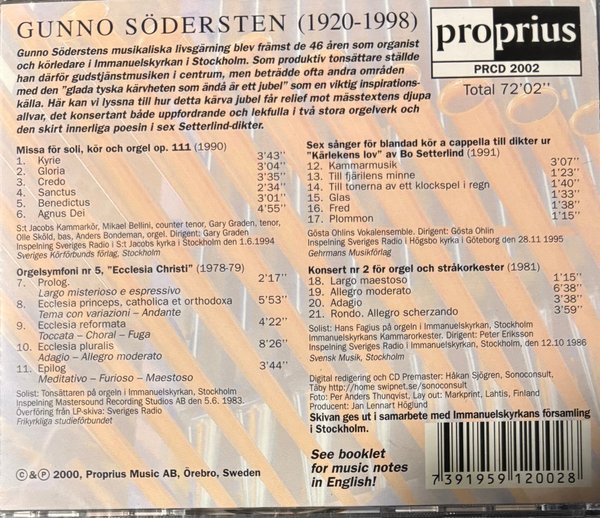 GUNNO SÖDERSTEN (1920-1998)
Gunno Söderstens musikaliska livsgärning blev främst de 46 åren som organist
och körledare i Immanuelskyrkan i Stockholm. Som produktiv tonsättare ställde
han därför gudstjänstmusiken i centrum, men beträdde ofta andra områden
med den "glada tyska kärvheten som ändå är ett jubel" som en viktig inspirations-
källa. Här kan vi lyssna till hur detta kärva jubel får relief mot mässtextens djupa
allvar, det konsertant både uppfordrande och lekfulla i två stora orgelverk och
den skirt innerliga poesin i sex Setterlind-dikter.
proprius
PRCD 2002
Total 72'02"
Missa för soli, kör och orgel op. 111 (1990)
1. Kyrie 3'43"
2. Gloria 3'04"
3. Credo 3'35"
4. Sanctus 2'34"
5. Benedictus 3'01"
6. Agnus Dei 4'55"
S:t Jacobs Kammarkör, Mikael Bellini, counter tenor, Gary Graden, tenor,
Olle Sköld, bas, Anders Bondeman, orgel. Dirigent: Gary Graden
Inspelning Sveriges Radio i S:t Jacobs kyrka i Stockholm den 1.6.1994
Sveriges Körförbunds förlag, Stockholm
Orgelsymfoni nr 5, "Ecclesia Christi" (1978-79)
7. Prolog. 2'17"
Largo misterioso e espressivo
8. Ecclesia princeps, catholica et orthodoxa 5'53"
Tema con variationi - Andante
9. Ecclesia reformata 4'22"
Toccata - Choral - Fuga
10. Ecclesia pluralis 8'26"
Adagio - Allegro moderato
11. Epilog 3'44"
Meditativo - Furioso - Maestoso
Solist: Tonsättaren på orgeln i Immanuelskyrkan, Stockholm
Inspelning Mastersound Recording Studios AB den 5.6. 1983.
Överföring från LP-skiva: Sveriges Radio
Frikyrkliga studieförbundet
Sex sånger för blandad kör a cappella till dikter ur
"Kärlekens lov" av Bo Setterlind (1991)
12. Kammarmusik 3'07"
13. Till fjärilens minne 1'23"
14. Till tonerna av ett klockspel i regn 1'40"
15. Glas 1'33"
16. Fred 1'38"
17. Plommon 1'15"
Gösta Ohlins Vokalensemble. Dirigent: Gösta Ohlin
Inspelning Sveriges Radio i Högsbo kyrka i Göteborg den 28.11 1995
Gehrmans Musikförlag
Konsert nr 2 för orgel och stråkorkester (1981)
18. Largo maestoso 1'15"
19. Allegro moderato 6'38"
20. Adagio 3'38"
21. Rondo. Allegro scherzando 3'59"
Solist: Hans Fagius på orgeln i Immanuelskyrkan, Stockholm
Immanuelskyrkans Kammarorkester. Dirigent: Peter Eriksson
Inspelning Sveriges Radio i Immanuelskyrkan, Stockholm, den 12.10 1986
Svensk Musik, Stockholm
Digital redigering och CD Premaster: Håkan Sjögren, Sonoconsult,
Täby http://home swipnet.se/sonoconsult
Foto: Per Anders Thunqvist, Lay out: Markprint, Lahtis, Finland
Producent: Jan Lennart Höglund
Skivan ges ut i samarbete med Immanuelskyrkans församling
i Stockholm.
See booklet
for music notes
in English!
© & ℗ 2000, Proprius Music AB, Örebro, Sweden
7 391959 120028